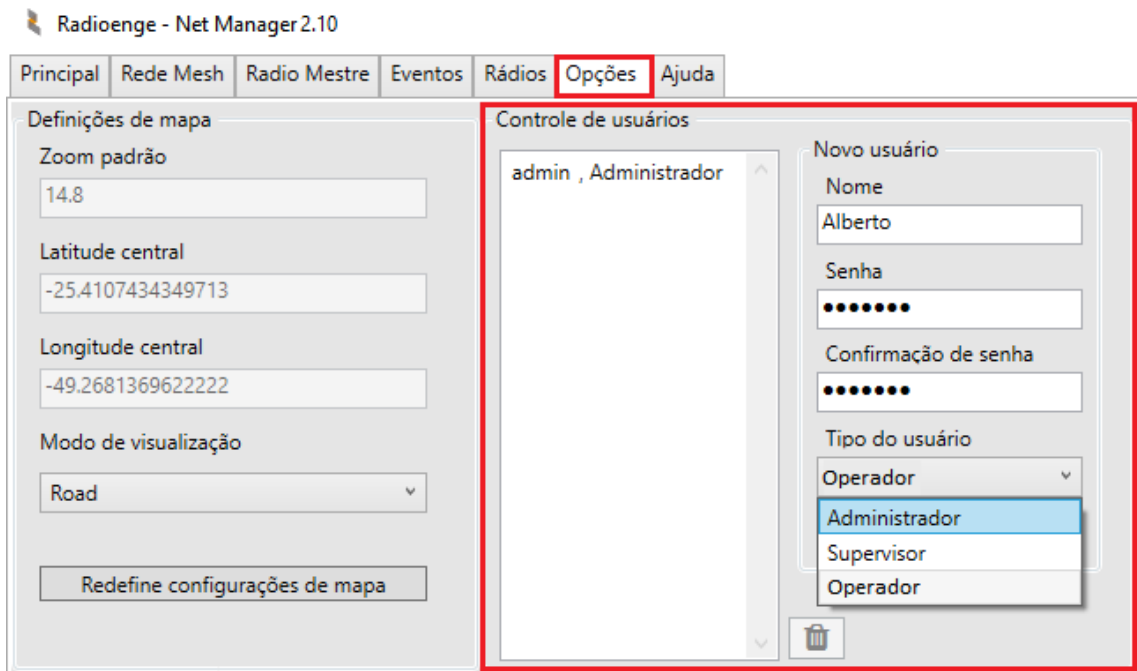 Radioenge - Net Manager 2.10
Principal Rede Mesh Radio Mestre Eventos Rádios Opções Ajuda
Definições de mapa
Zoom padrão
14.8
Latitude central
-25.4107434349713
Longitude central
-49.2681369622222
Modo de visualização
Road
Redefine configurações de mapa
Controle de usuários
admin , Administrador
Novo usuário
Nome
Alberto
Senha
•••••••
Confirmação de senha
•••••••
Tipo do usuário
Operador
Administrador
Supervisor
Operador